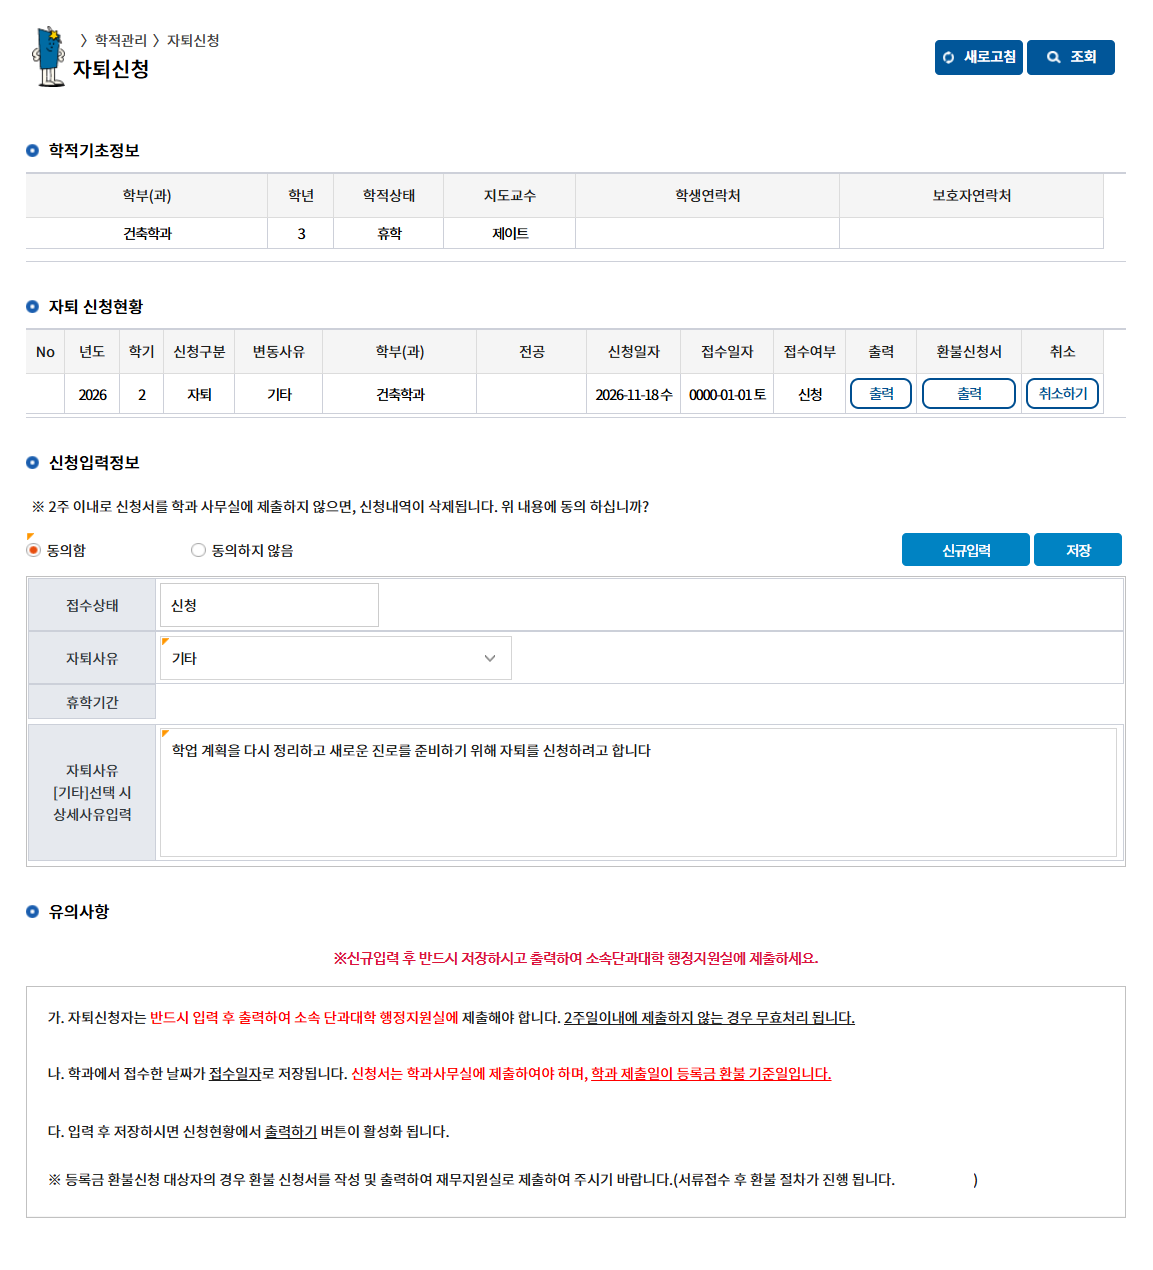 〉학적관리 〉자퇴신청
자퇴신청
새로고침 조회
학적기초정보
학부(과) 학년 학적상태 지도교수 학생연락처 보호자연락처
건축학과 3 휴학 제이트
자퇴 신청현황
No 년도 학기 신청구분 변동사유 학부(과) 전공 신청일자 접수일자 접수여부 출력 환불신청서 취소
2026 2 자퇴 기타 건축학과 2026-11-18 수 0000-01-01 토 신청 출력 출력 취소하기
신청입력정보
※ 2주 이내로 신청서를 학과 사무실에 제출하지 않으면, 신청내역이 삭제됩니다. 위 내용에 동의 하십니까?
동의함 동의하지 않음 신규입력 저장
접수상태 신청
자퇴사유 기타
휴학기간
학업 계획을 다시 정리하고 새로운 진로를 준비하기 위해 자퇴를 신청하려고 합니다
자퇴사유
[기타]선택 시
상세사유입력
유의사항
※신규입력 후 반드시 저장하시고 출력하여 소속단과대학 행정지원실에 제출하세요.
가. 자퇴신청자는 반드시 입력 후 출력하여 소속 단과대학 행정지원실에 제출해야 합니다. 2주일이내에 제출하지 않는 경우 무효처리 됩니다.
나. 학과에서 접수한 날짜가 접수일자로 저장됩니다. 신청서는 학과사무실에 제출하여야 하며, 학과 제출일이 등록금 환불 기준일입니다.
다. 입력 후 저장하시면 신청현황에서 출력하기 버튼이 활성화 됩니다.
※ 등록금 환불신청 대상자의 경우 환불 신청서를 작성 및 출력하여 재무지원실로 제출하여 주시기 바랍니다.(서류접수 후 환불 절차가 진행 됩니다. )